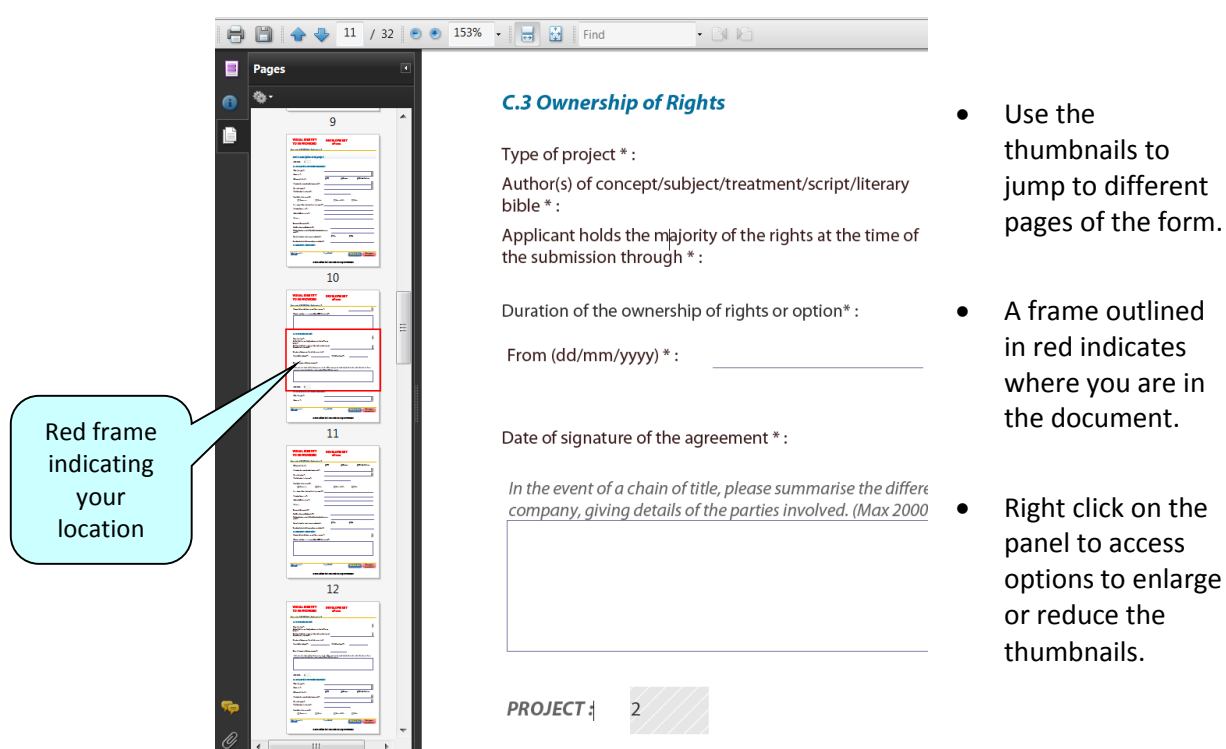 11 / 32
153%
Find
Pages
9
10
11
12
Red frame
indicating
your
location
C.3 Ownership of Rights
Type of project * :
Author(s) of concept/subject/treatment/script/literary
bible * :
Applicant holds the majority of the rights at the time of
the submission through * :
Duration of the ownership of rights or option* :
From (dd/mm/yyyy) * :
Date of signature of the agreement * :
In the event of a chain of title, please summarise the differe
company, giving details of the parties involved. (Max 2000
PROJECT : 2
● Use the
thumbnails to
jump to different
pages of the form.
● A frame outlined
in red indicates
where you are in
the document.
● Right click on the
panel to access
options to enlarge
or reduce the
thumbnails.